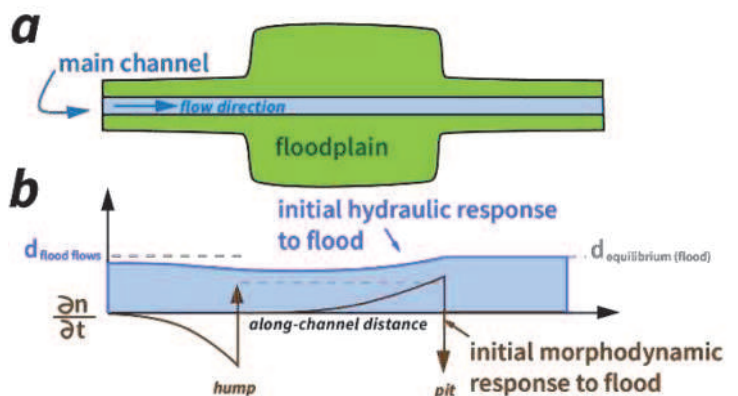 a
main channel
flow direction
floodplain
b
initial hydraulic response
to flood
d flood flows
d equilibrium (flood)
∂n
∂t
along-channel distance
initial morphodynamic
response to flood
hump
pit